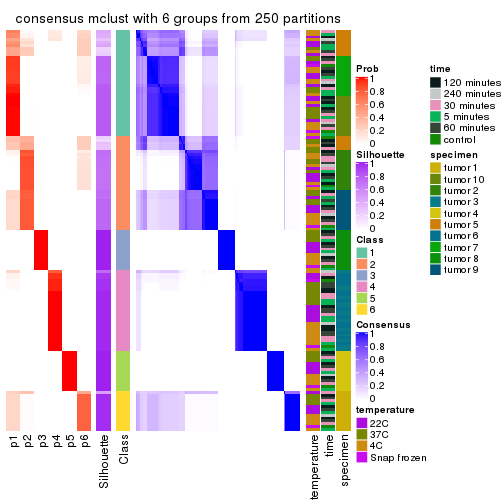 consensus mclust with 6 groups from 250 partitions
Prob
1
0.8
0.6
0.4
0.2
0
Silhouette
1
0.8
0.6
0.4
0.2
0
Class
1
2
3
4
5
6
Consensus
1
0.8
0.6
0.4
0.2
0
temperature
22C
37C
4C
Snap frozen
time
120 minutes
240 minutes
30 minutes
5 minutes
60 minutes
control
specimen
tumor 1
tumor 10
tumor 2
tumor 3
tumor 4
tumor 5
tumor 6
tumor 7
tumor 8
tumor 9
p1
p2
p3
p4
p5
p6
Silhouette
Class
temperature
time
specimen